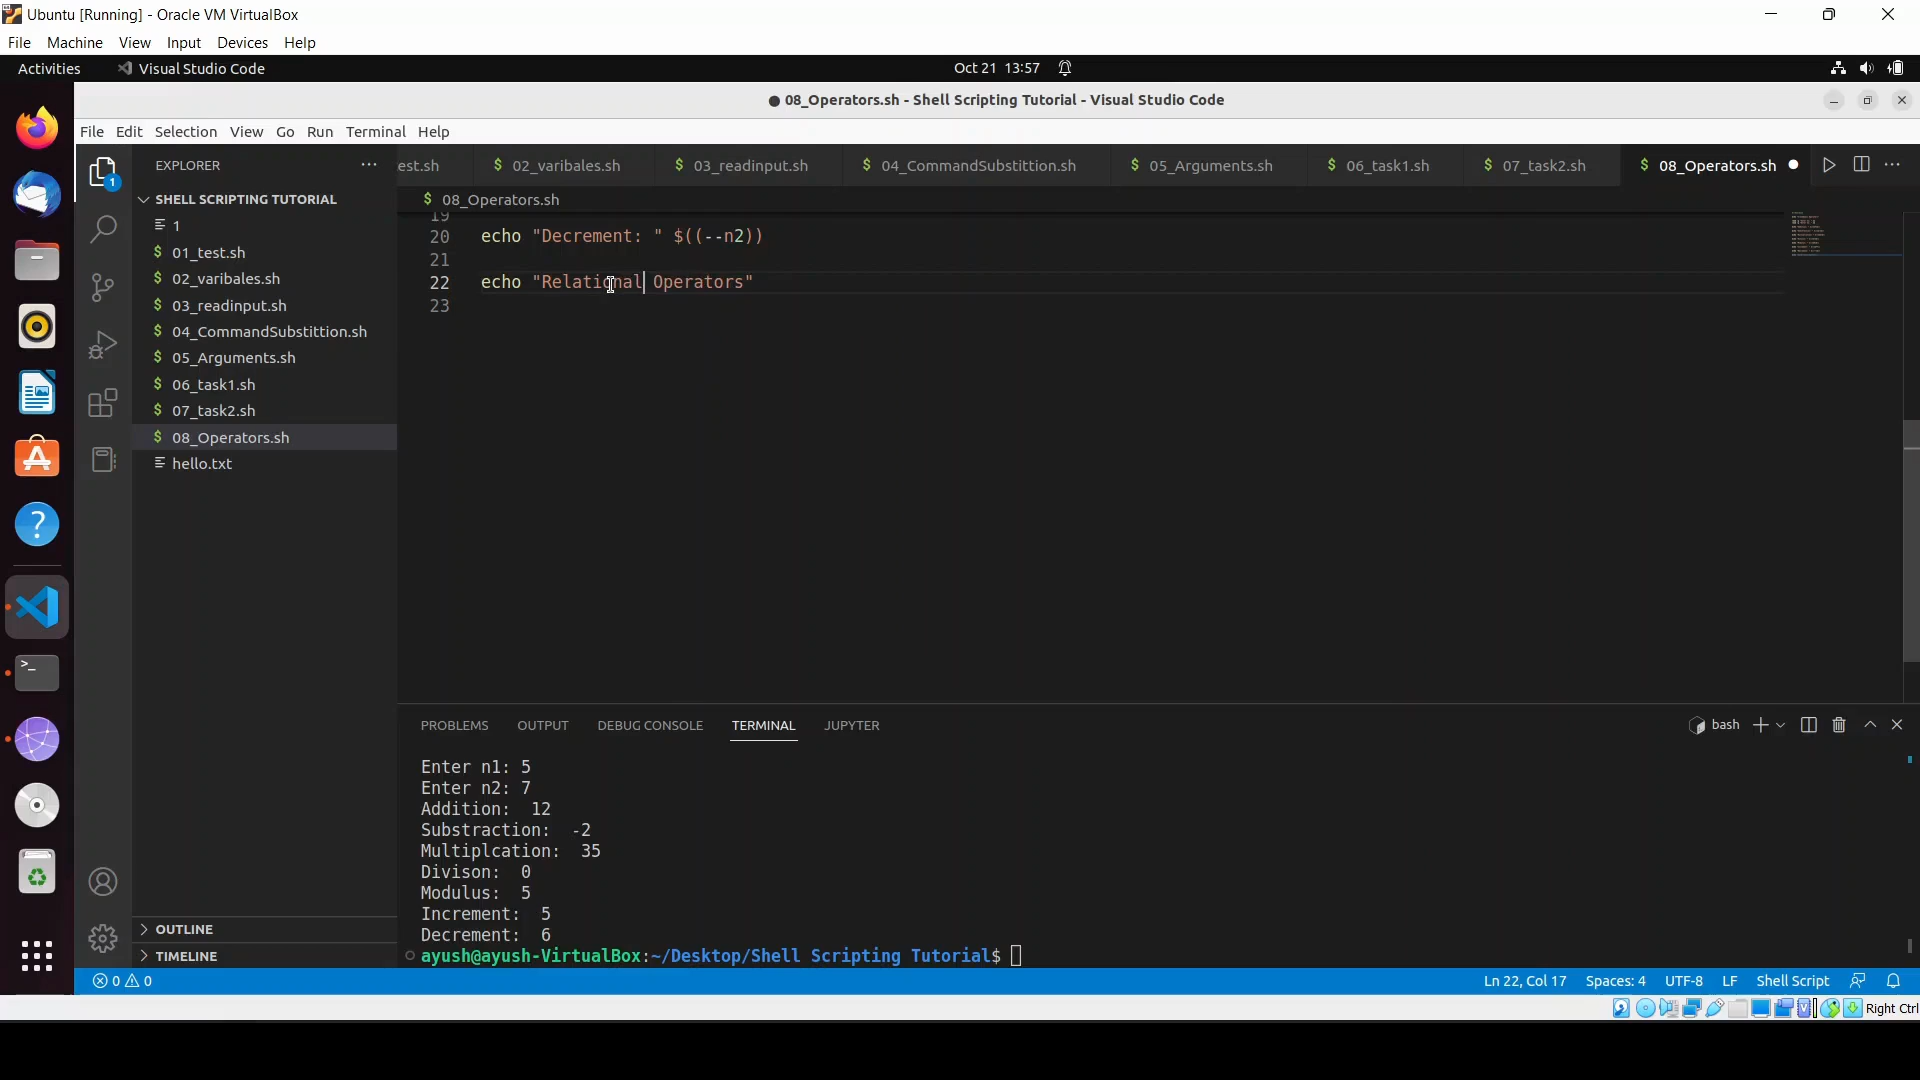 Ubuntu [Running] - Oracle VM VirtualBox
File Machine View Input Devices Help
Activities Visual Studio Code Oct 21 13:57
● 08_Operators.sh - Shell Scripting Tutorial - Visual Studio Code
File Edit Selection View Go Run Terminal Help
EXPLORER
est.sh $ 02_varibales.sh $ 03_readinput.sh $ 04_CommandSubstittion.sh $ 05_Arguments.sh $ 06_task1.sh $ 07_task2.sh $ 08_Operators.sh ●
1
SHELL SCRIPTING TUTORIAL
1
$ 01_test.sh
$ 02_varibales.sh
$ 03_readinput.sh
$ 04_CommandSubstittion.sh
$ 05_Arguments.sh
$ 06_task1.sh
$ 07_task2.sh
$ 08_Operators.sh
hello.txt
OUTLINE
TIMELINE
$ 08_Operators.sh
19
20 echo "Decrement: " $((--n2))
21
22 echo "Relational Operators"
23
PROBLEMS OUTPUT DEBUG CONSOLE TERMINAL JUPYTER
bash
Enter n1: 5
Enter n2: 7
Addition: 12
Substraction: -2
Multiplcation: 35
Divison: 0
Modulus: 5
Increment: 5
Decrement: 6
ayush@ayush-VirtualBox:~/Desktop/Shell Scripting Tutorial$
0 0 Ln 22, Col 17 Spaces: 4 UTF-8 LF Shell Script
Right Ctrl